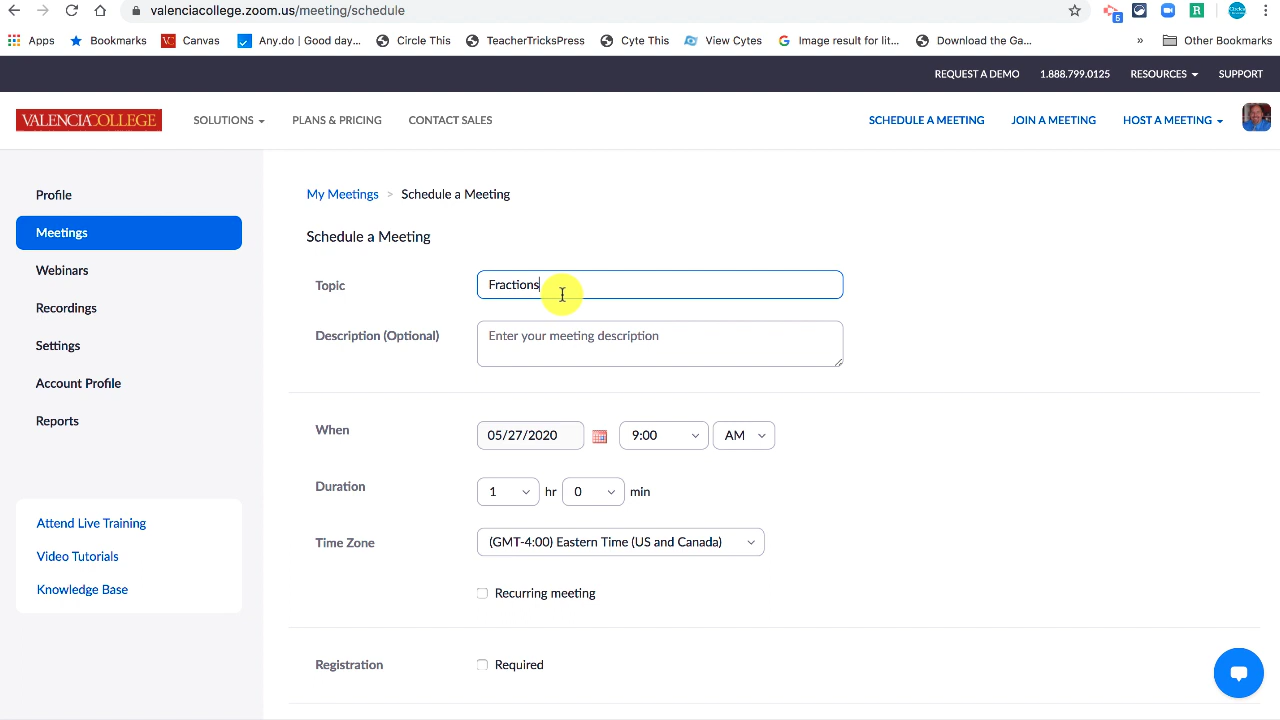 valenciacollege.zoom.us/meeting/schedule
5
R
Apps Bookmarks VC Canvas Any.do | Good day... Circle This TeacherTricksPress Cyte This View Cytes Image result for lit... Download the Ga... » Other Bookmarks
REQUEST A DEMO 1.888.799.0125 RESOURCES SUPPORT
VALENCIACOLLEGE SOLUTIONS PLANS & PRICING CONTACT SALES SCHEDULE A MEETING JOIN A MEETING HOST A MEETING
Profile
Meetings
Webinars
Recordings
Settings
Account Profile
Reports
Attend Live Training
Video Tutorials
Knowledge Base
My Meetings > Schedule a Meeting
Schedule a Meeting
Topic Fractions
Description (Optional) Enter your meeting description
When 05/27/2020 9:00 AM
Duration 1 hr 0 min
Time Zone (GMT-4:00) Eastern Time (US and Canada)
Recurring meeting
Registration Required